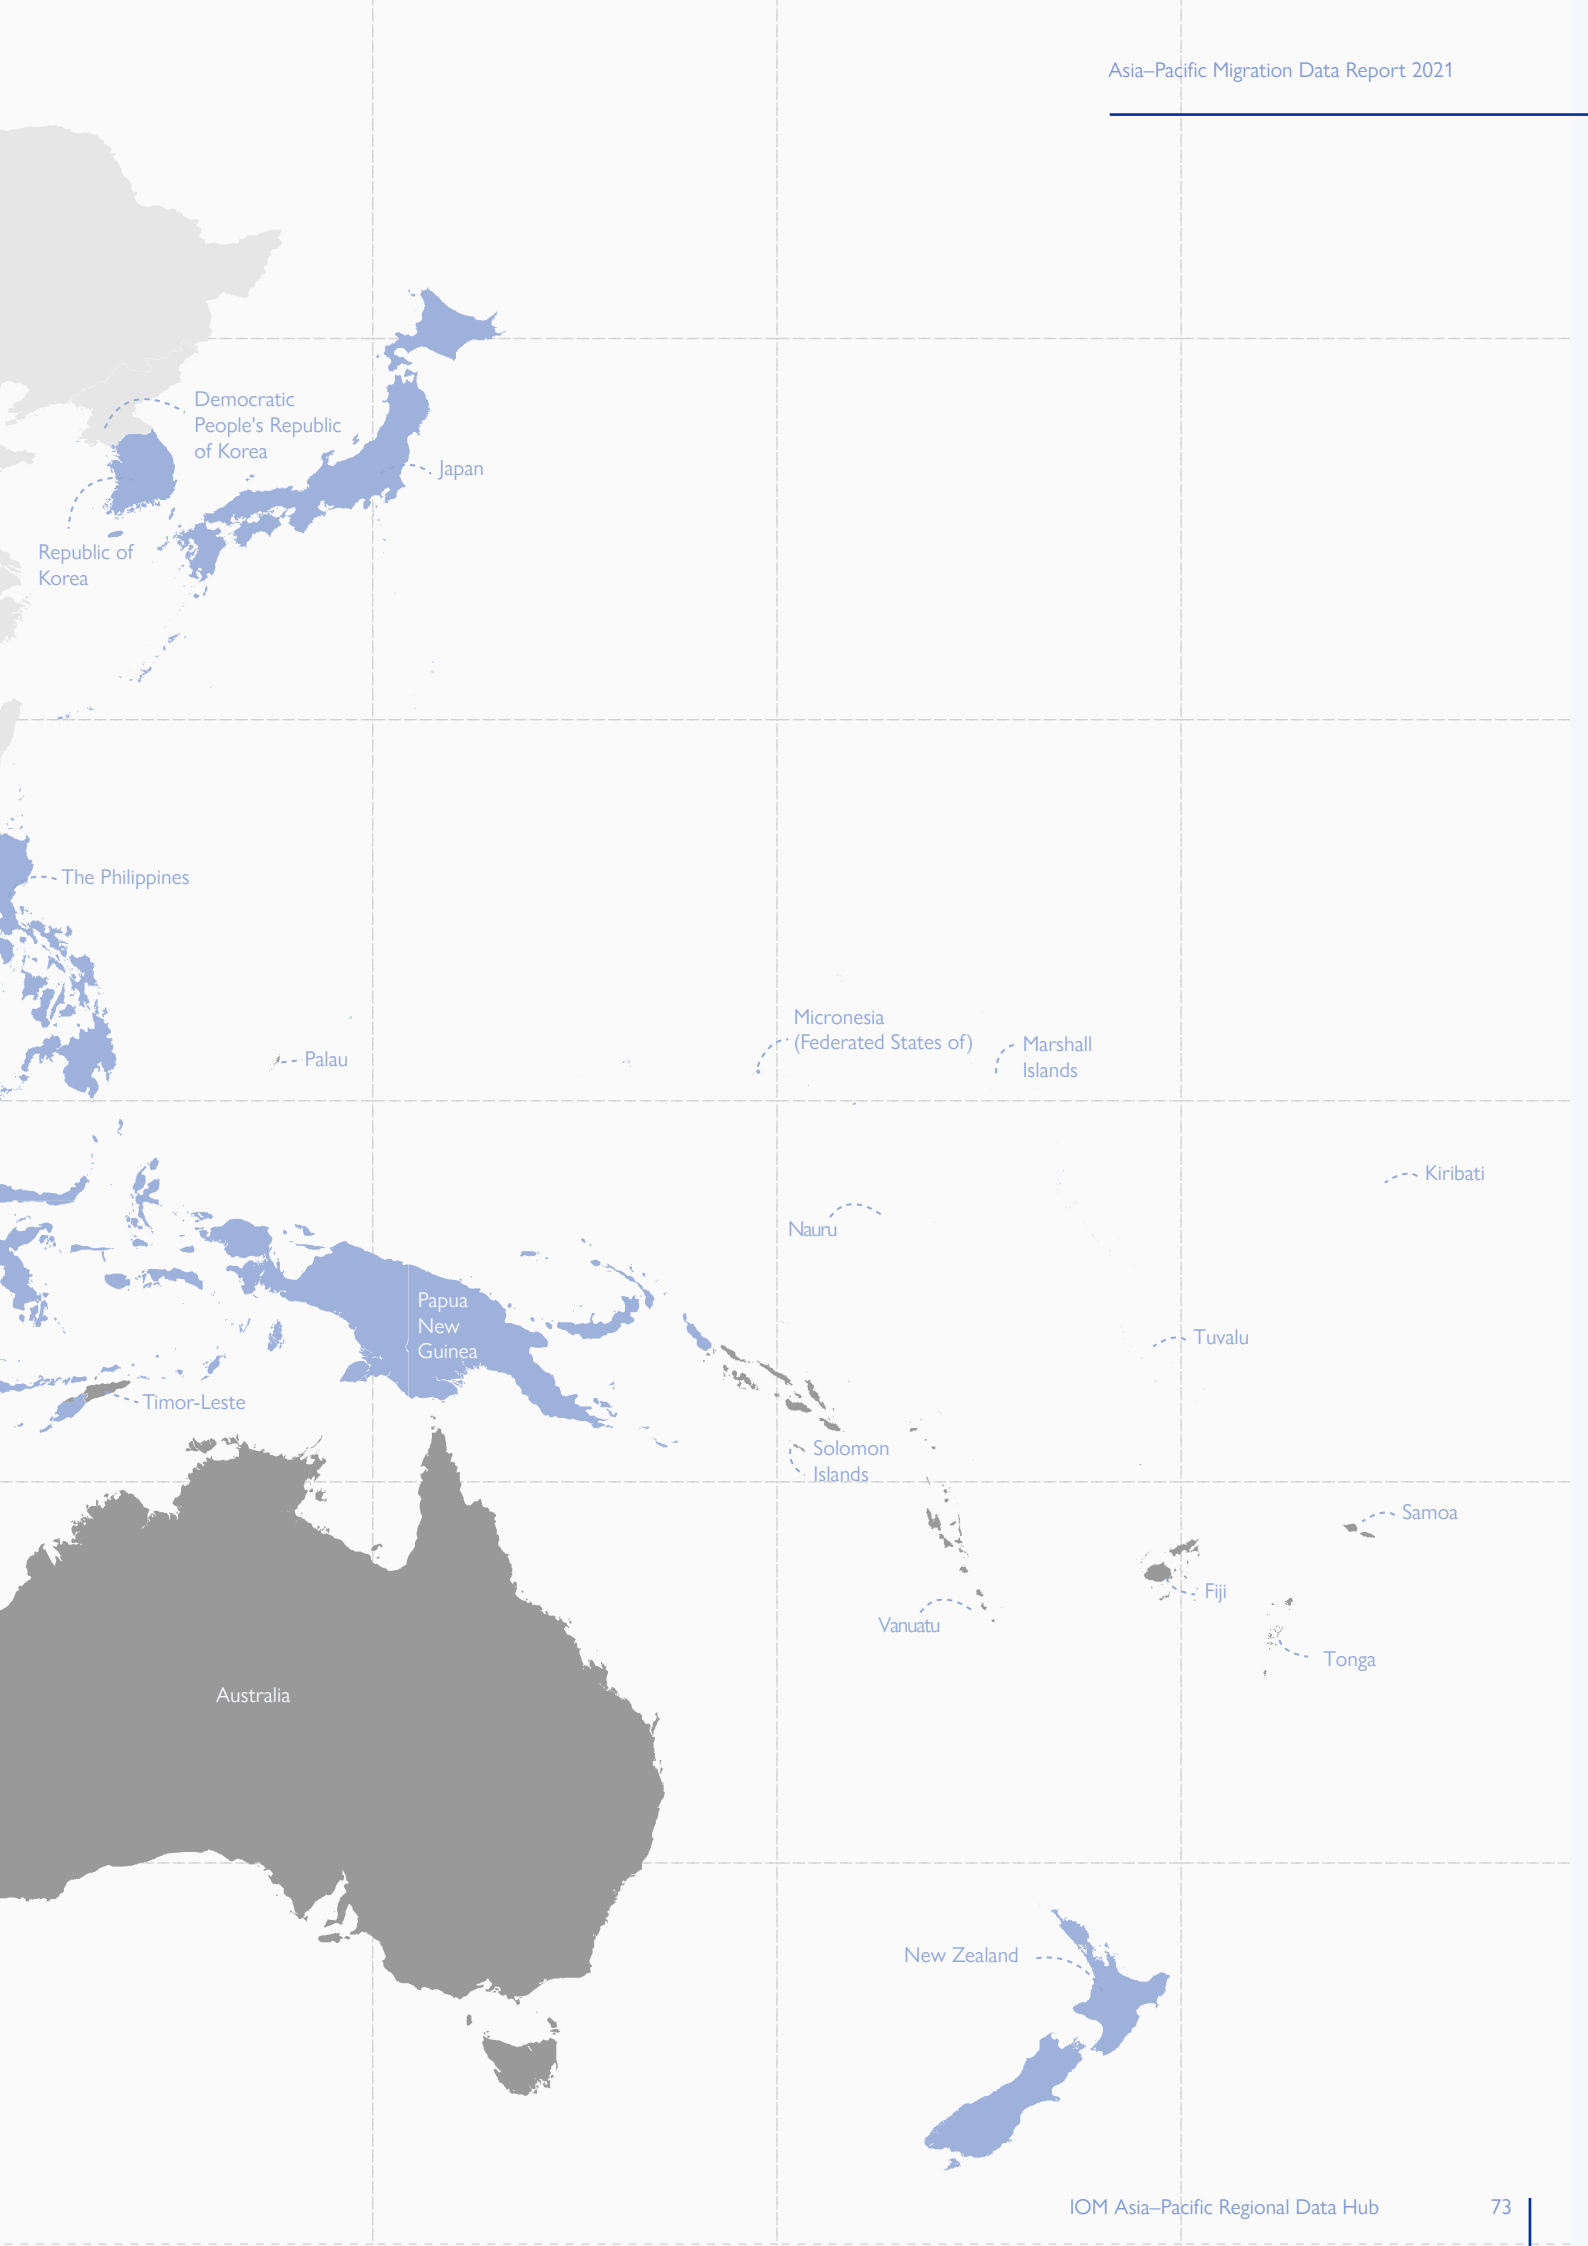 Asia–Pacific Migration Data Report 2021
Democratic
People's Republic
of Korea
Japan
Republic of
Korea
The Philippines
Micronesia
(Federated States of)
Marshall
Islands
Palau
Kiribati
Nauru
Papua
New
Guinea
Tuvalu
Timor-Leste
Solomon
Islands
Samoa
Fiji
Vanuatu
Tonga
Australia
New Zealand
IOM Asia–Pacific Regional Data Hub
73